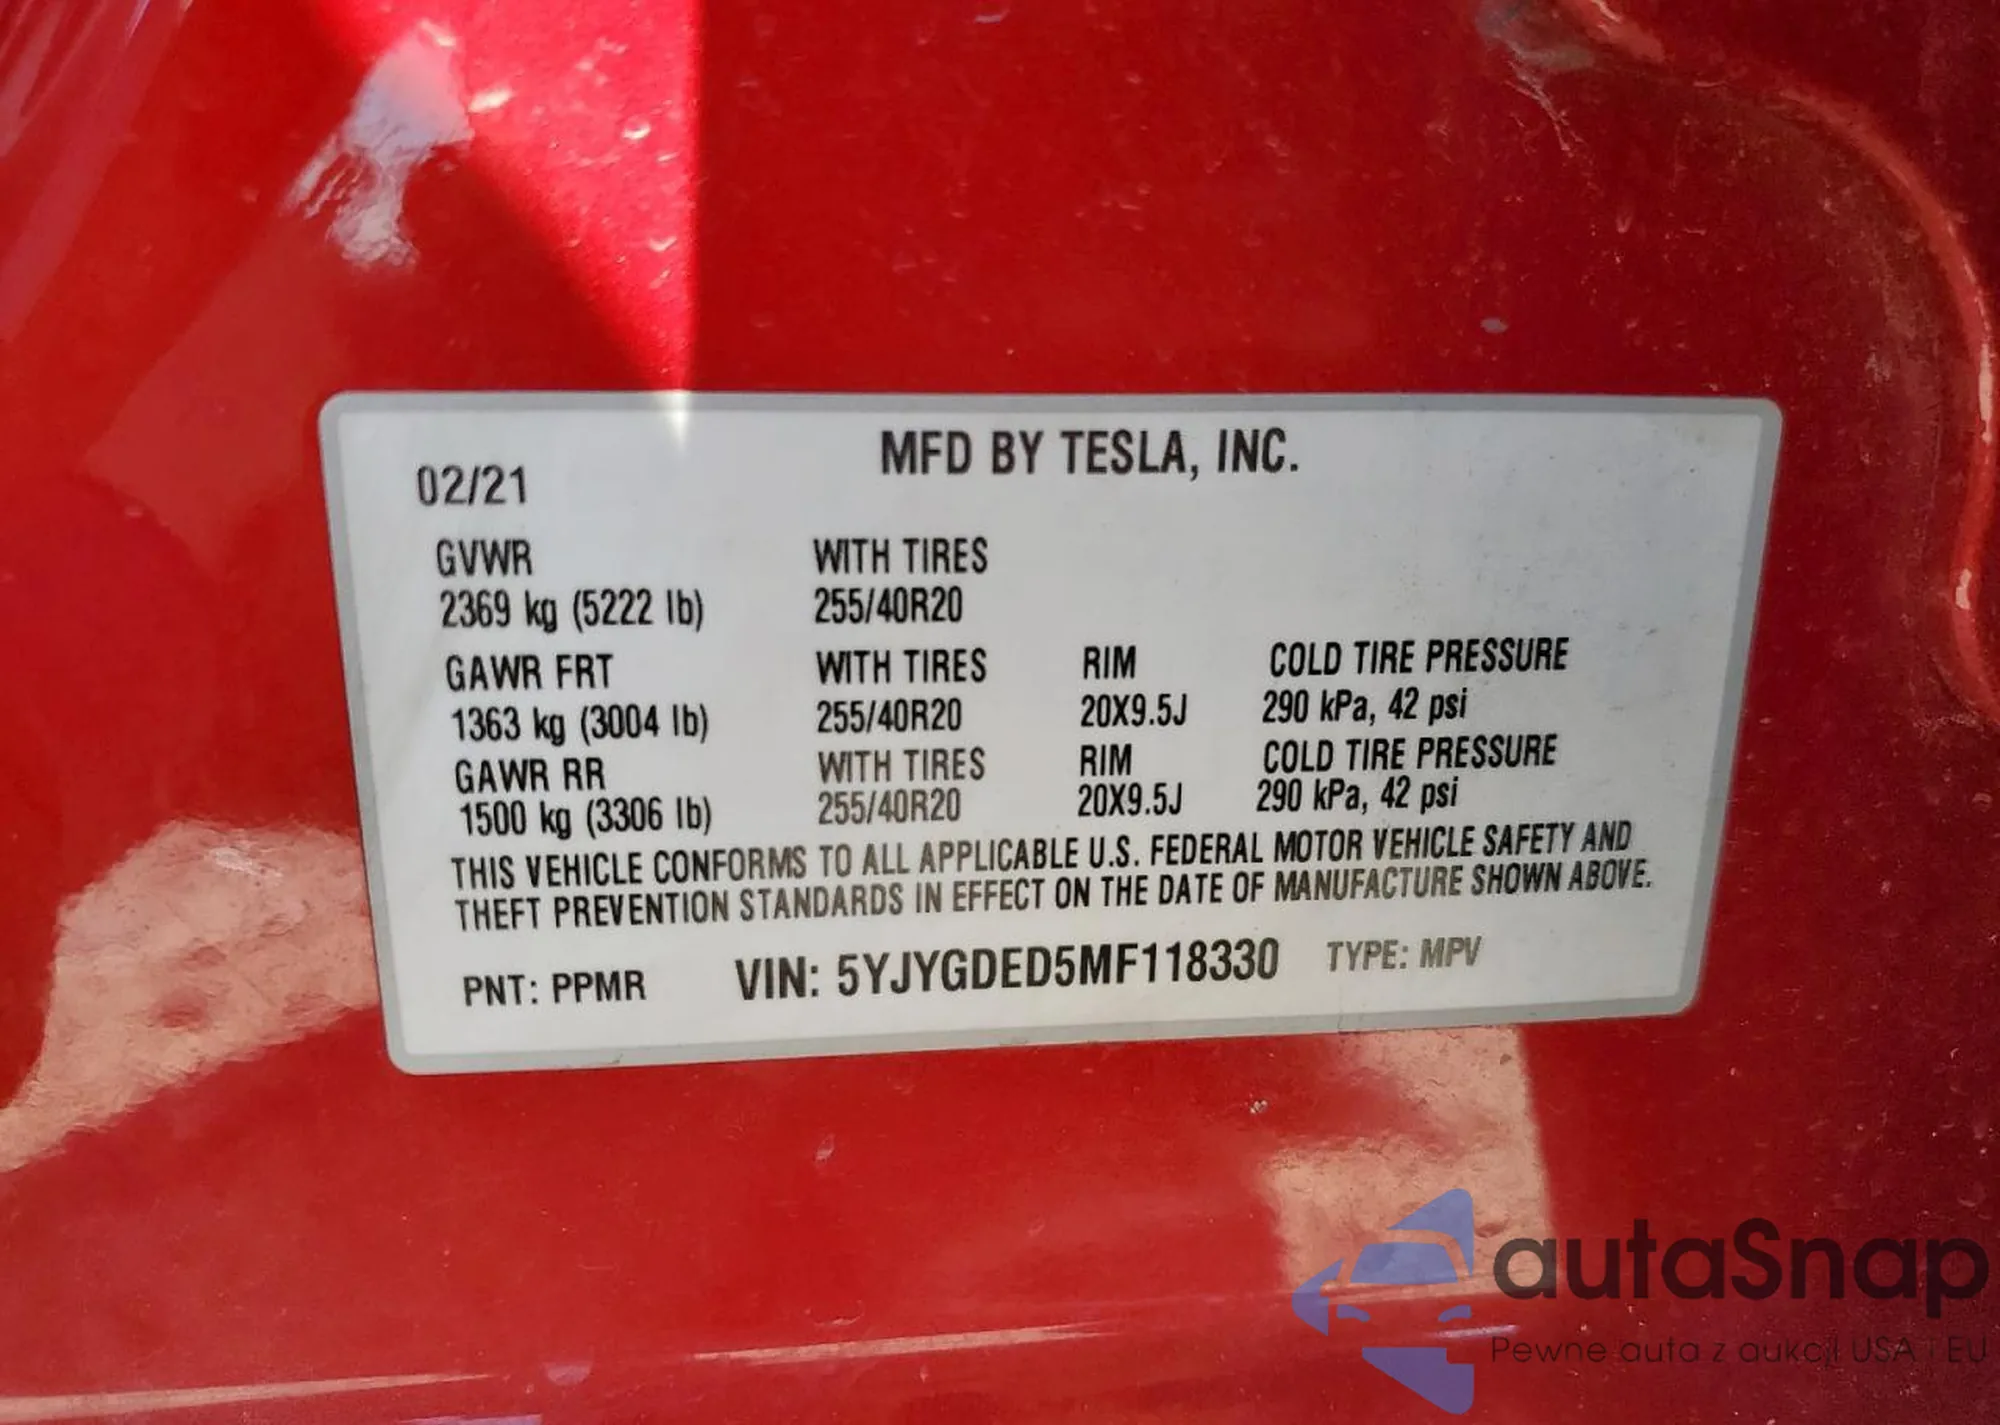 MFD BY TESLA, INC.
02/21
GVWR WITH TIRES
2369 kg (5222 lb) 255/40R20
GAWR FRT WITH TIRES RIM COLD TIRE PRESSURE
1363 kg (3004 lb) 255/40R20 20X9.5J 290 kPa, 42 psi
GAWR RR WITH TIRES RIM COLD TIRE PRESSURE
1500 kg (3306 lb) 255/40R20 20X9.5J 290 kPa, 42 psi
THIS VEHICLE CONFORMS TO ALL APPLICABLE U.S. FEDERAL MOTOR VEHICLE SAFETY AND
THEFT PREVENTION STANDARDS IN EFFECT ON THE DATE OF MANUFACTURE SHOWN ABOVE.
PNT: PPMR VIN: 5YJYGDED5MF118330 TYPE: MPV
autaSnap
Pewne auta z aukcji USA i EU